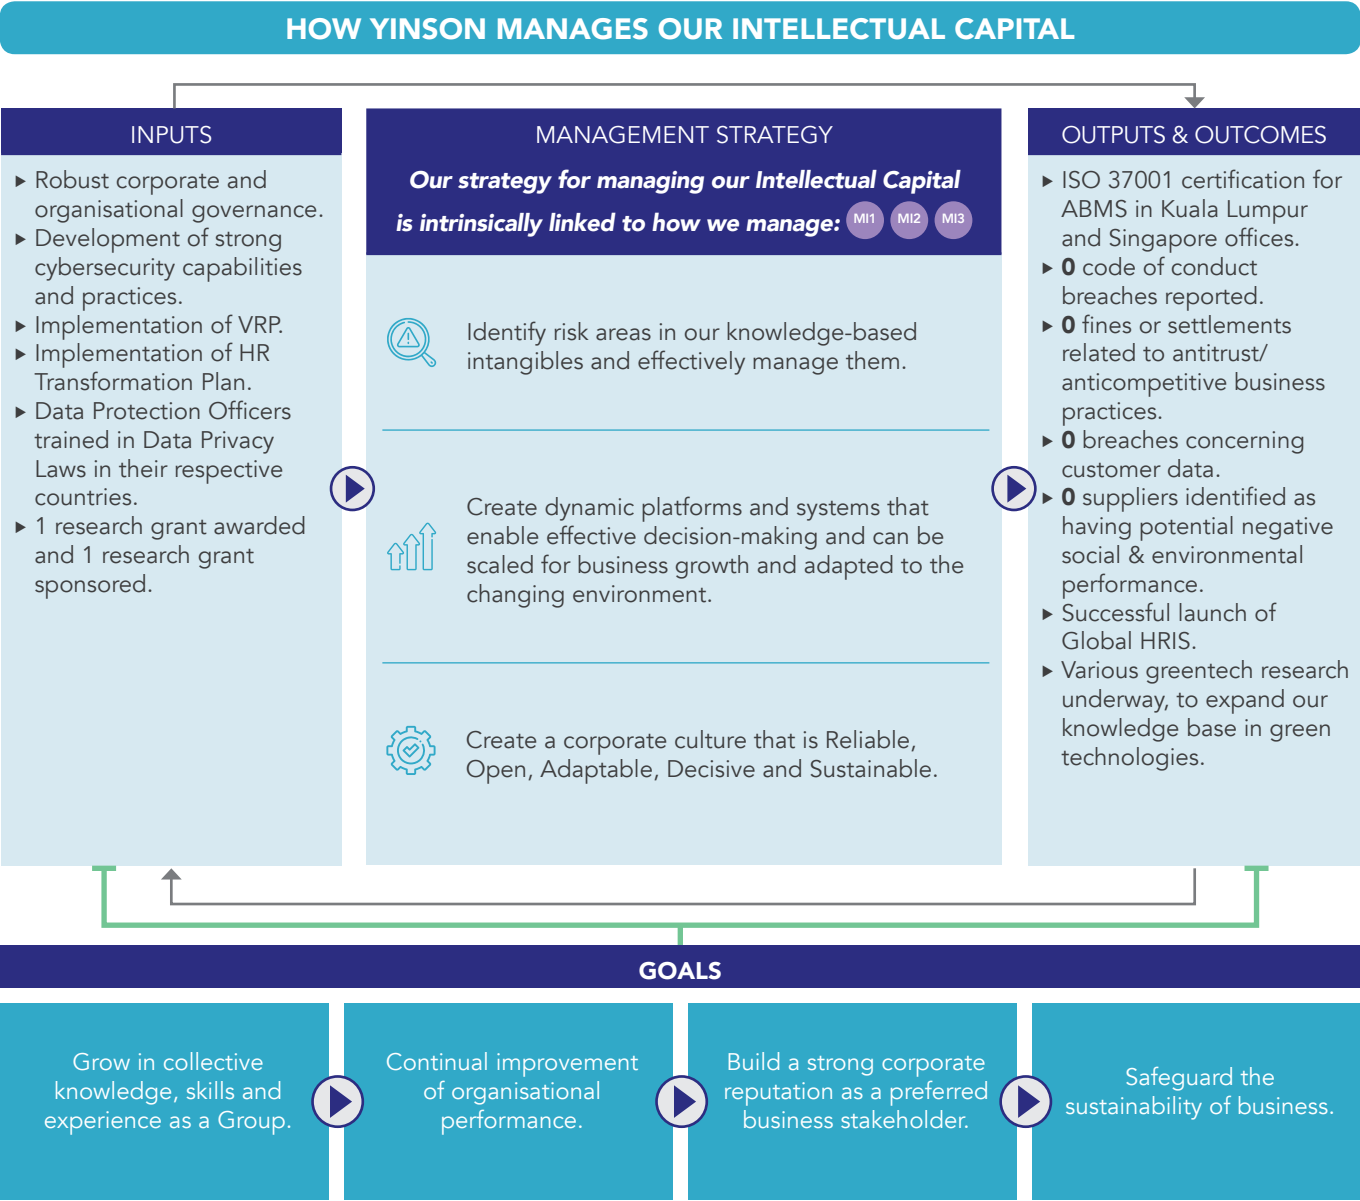 HOW YINSON MANAGES OUR INTELLECTUAL CAPITAL
INPUTS
▶ Robust corporate and
organisational governance.
▶ Development of strong
cybersecurity capabilities
and practices.
▶ Implementation of VRP.
▶ Implementation of HR
Transformation Plan.
▶ Data Protection Officers
trained in Data Privacy
Laws in their respective
countries.
▶ 1 research grant awarded
and 1 research grant
sponsored.
MANAGEMENT STRATEGY
Our strategy for managing our Intellectual Capital
is intrinsically linked to how we manage: MI1 MI2 MI3
Identify risk areas in our knowledge-based
intangibles and effectively manage them.
Create dynamic platforms and systems that
enable effective decision-making and can be
scaled for business growth and adapted to the
changing environment.
Create a corporate culture that is Reliable,
Open, Adaptable, Decisive and Sustainable.
OUTPUTS & OUTCOMES
▶ ISO 37001 certification for
ABMS in Kuala Lumpur
and Singapore offices.
▶ 0 code of conduct
breaches reported.
▶ 0 fines or settlements
related to antitrust/
anticompetitive business
practices.
▶ 0 breaches concerning
customer data.
▶ 0 suppliers identified as
having potential negative
social & environmental
performance.
▶ Successful launch of
Global HRIS.
▶ Various greentech research
underway, to expand our
knowledge base in green
technologies.
GOALS
Grow in collective
knowledge, skills and
experience as a Group.
Continual improvement
of organisational
performance.
Build a strong corporate
reputation as a preferred
business stakeholder.
Safeguard the
sustainability of business.